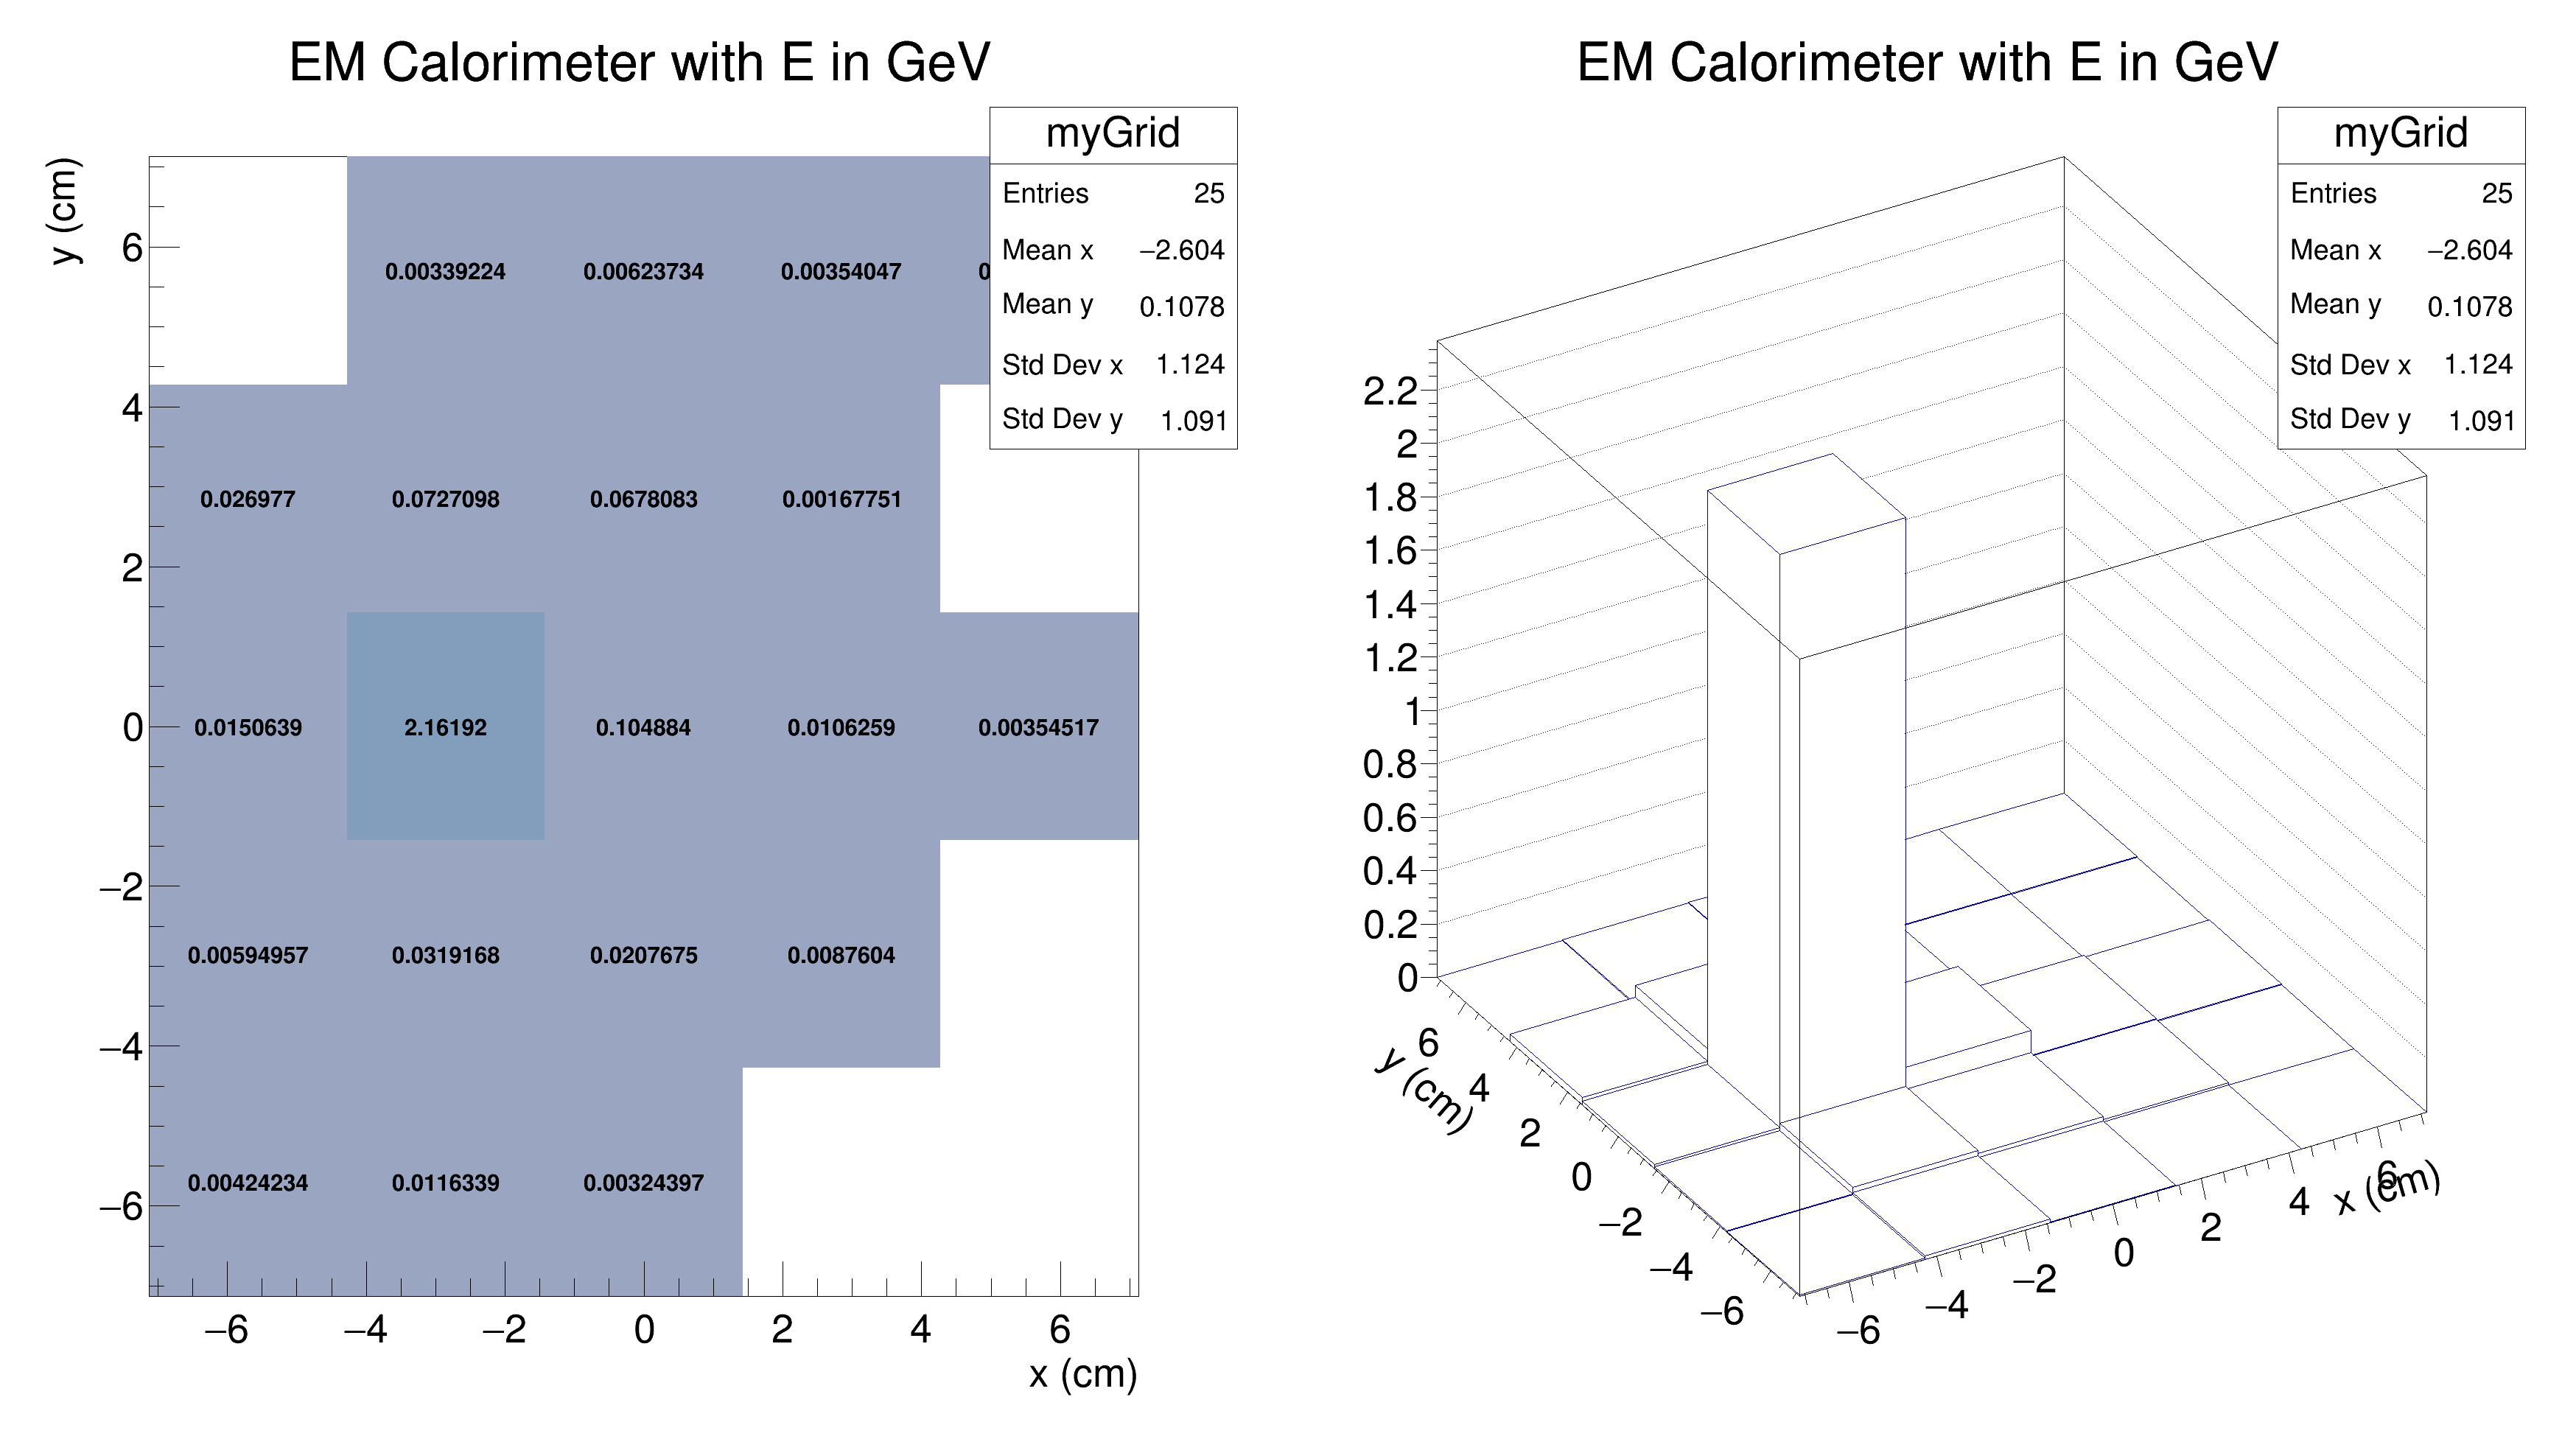 EM Calorimeter with E in GeV
myGrid
Entries 25
Mean x −2.604
Mean y 0.1078
Std Dev x 1.124
Std Dev y 1.091
y (cm)
6
4
2
0
−2
−4
−6
0.00339224 0.00623734 0.00354047
0.026977 0.0727098 0.0678083 0.00167751
0.0150639 2.16192 0.104884 0.0106259 0.00354517
0.00594957 0.0319168 0.0207675 0.0087604
0.00424234 0.0116339 0.00324397
−6 −4 −2 0 2 4 6
x (cm)
EM Calorimeter with E in GeV
myGrid
Entries 25
Mean x −2.604
Mean y 0.1078
Std Dev x 1.124
Std Dev y 1.091
2.2
2
1.8
1.6
1.4
1.2
1
0.8
0.6
0.4
0.2
0
y (cm)
6
4
2
0
−2
−4
−6
−6 −4 −2 0 2 4 6
x (cm)